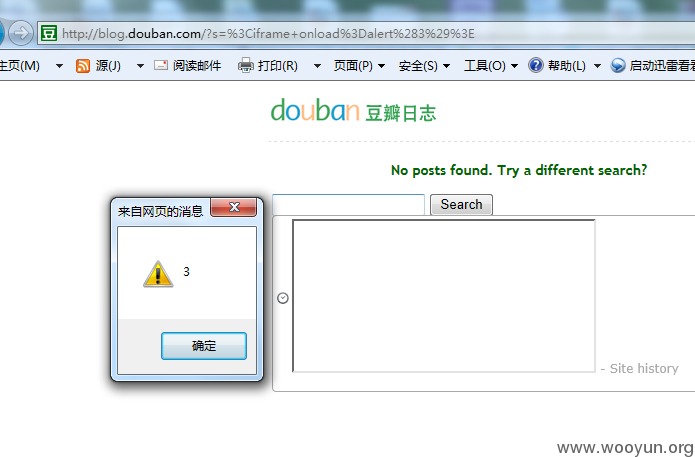 http://blog.douban.com/?s=%3Ciframe+onload%3Dalert%283%29%3E
主页(M) 源(J) 阅读邮件 打印(R) 页面(P) 安全(S) 工具(O) 帮助(L) 启动迅雷看看
douban 豆瓣日志
No posts found. Try a different search?
Search
来自网页的消息
3
确定
- Site history
www.wooyun.org